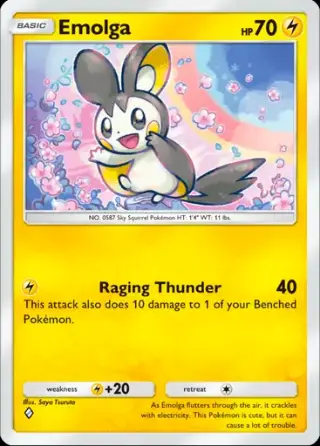 BASIC
Emolga
HP 70
NO. 0587 Sky Squirrel Pokémon HT: 1'4" WT: 11 lbs.
Raging Thunder 40
This attack also does 10 damage to 1 of your Benched
Pokémon.
weakness +20 retreat
Illus. Saya Tsuruta
As Emolga flutters through the air, it crackles
with electricity. This Pokémon is cute, but it can
cause a lot of trouble.